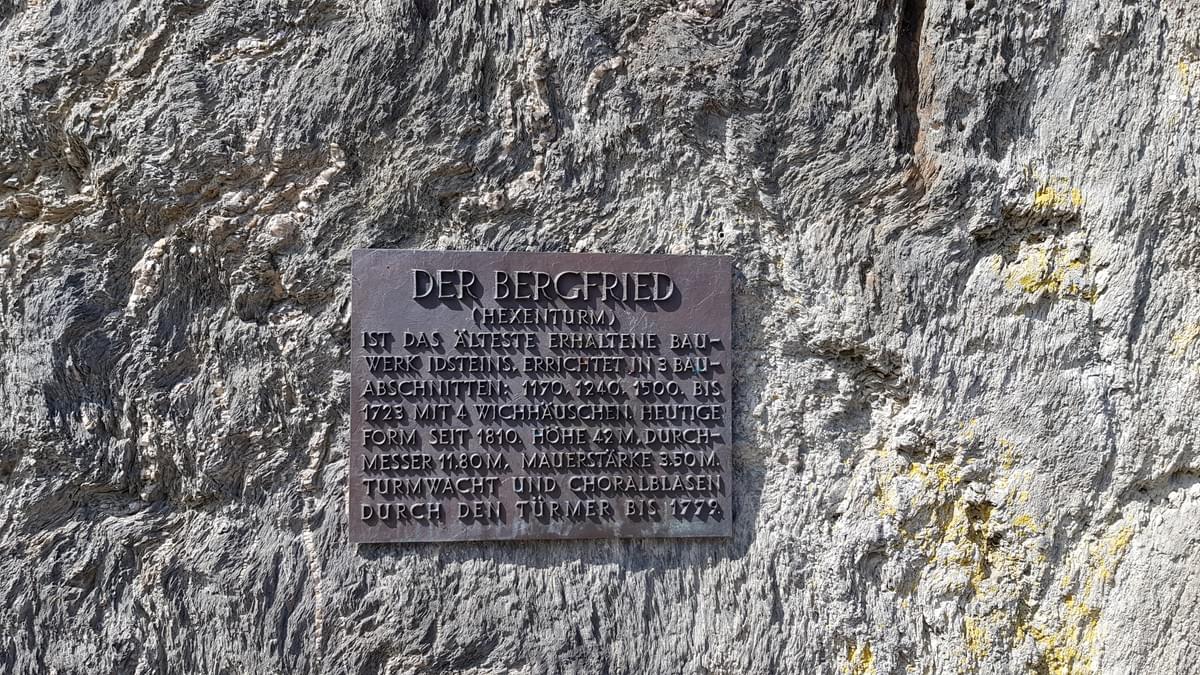 DER BERGFRIED
(HEXENTURM)
IST DAS ÄLTESTE ERHALTENE BAU-
WERK IDSTEINS. ERRICHTET IN 3 BAU-
ABSCHNITTEN: 1170. 1240. 1500. BIS
1723 MIT 4 WICHHÄUSCHEN. HEUTIGE
FORM SEIT 1810. HÖHE 42 M. DURCH-
MESSER 11.80 M. MAUERSTÄRKE 3.50 M.
TURMWACHT UND CHORALBLASEN
DURCH DEN TÜRMER BIS 1779.